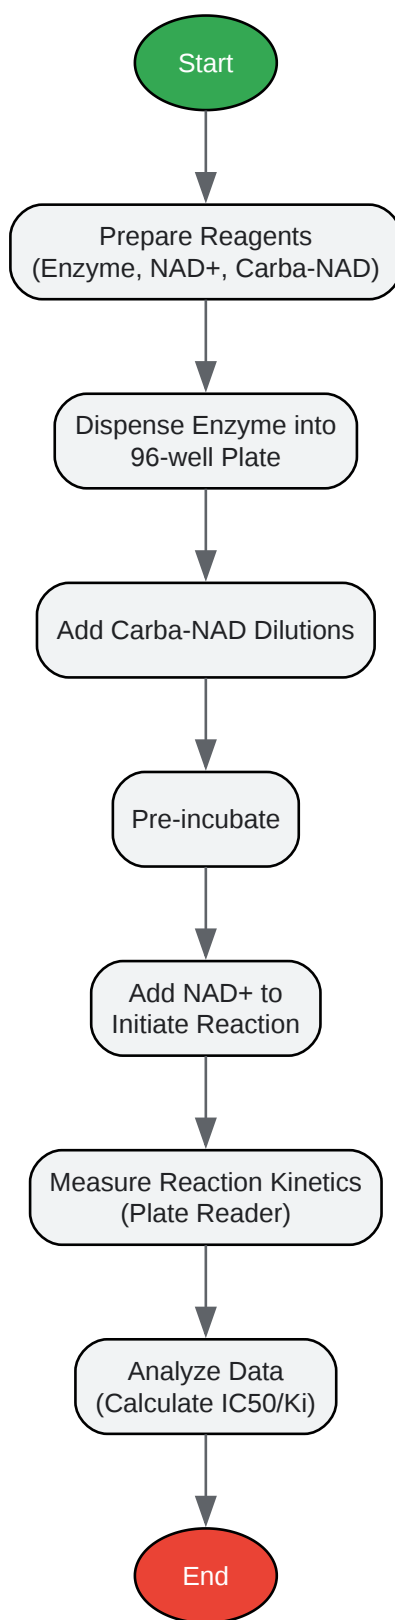 Start
Prepare Reagents
(Enzyme, NAD+, Carba-NAD)
Dispense Enzyme into
96-well Plate
Add Carba-NAD Dilutions
Pre-incubate
Add NAD+ to
Initiate Reaction
Measure Reaction Kinetics
(Plate Reader)
Analyze Data
(Calculate IC50/Ki)
End